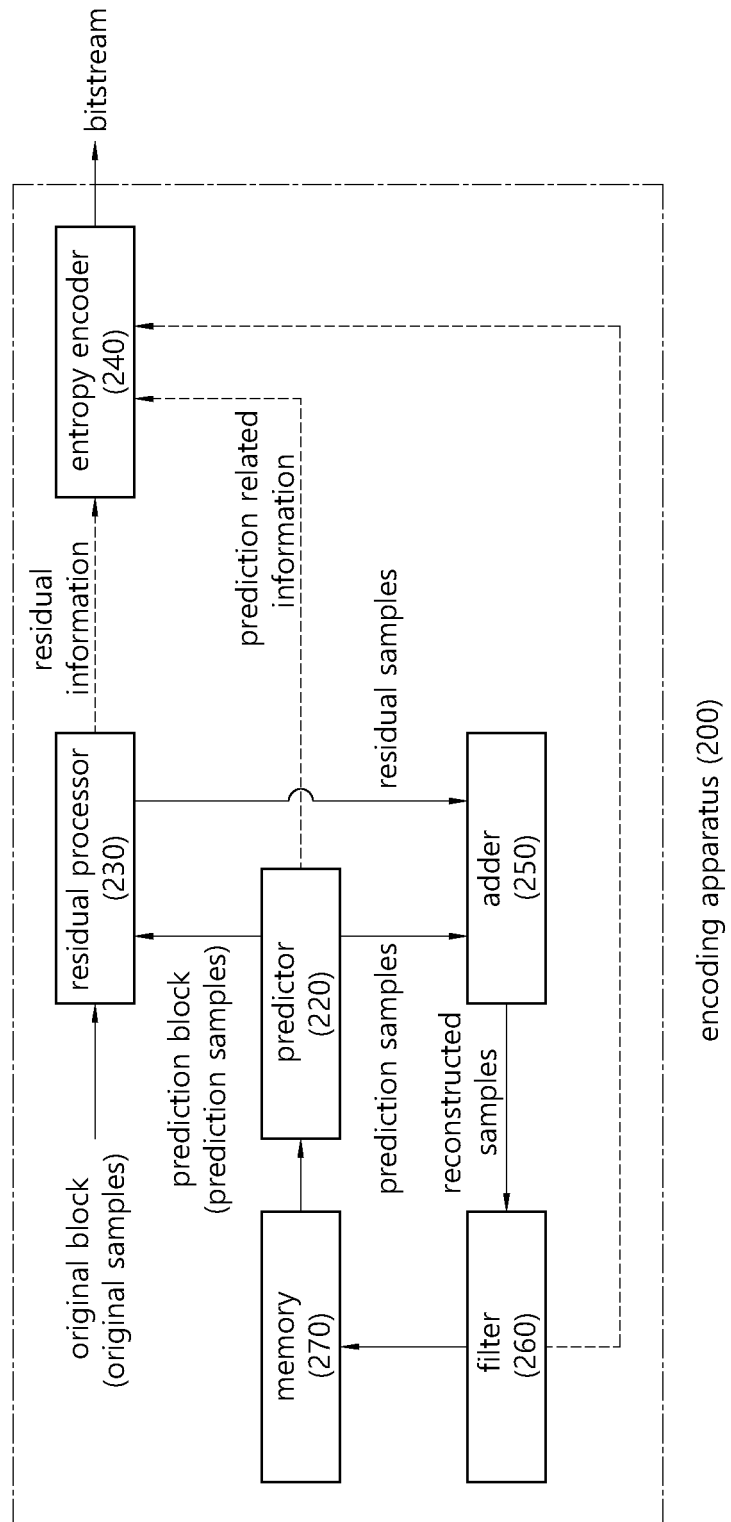 original block
(original samples)
residual processor
(230)
residual
information
entropy encoder
(240)
bitstream
prediction block
(prediction samples)
memory
(270)
predictor
(220)
prediction related
information
prediction samples
residual samples
reconstructed
samples
filter
(260)
adder
(250)
encoding apparatus (200)